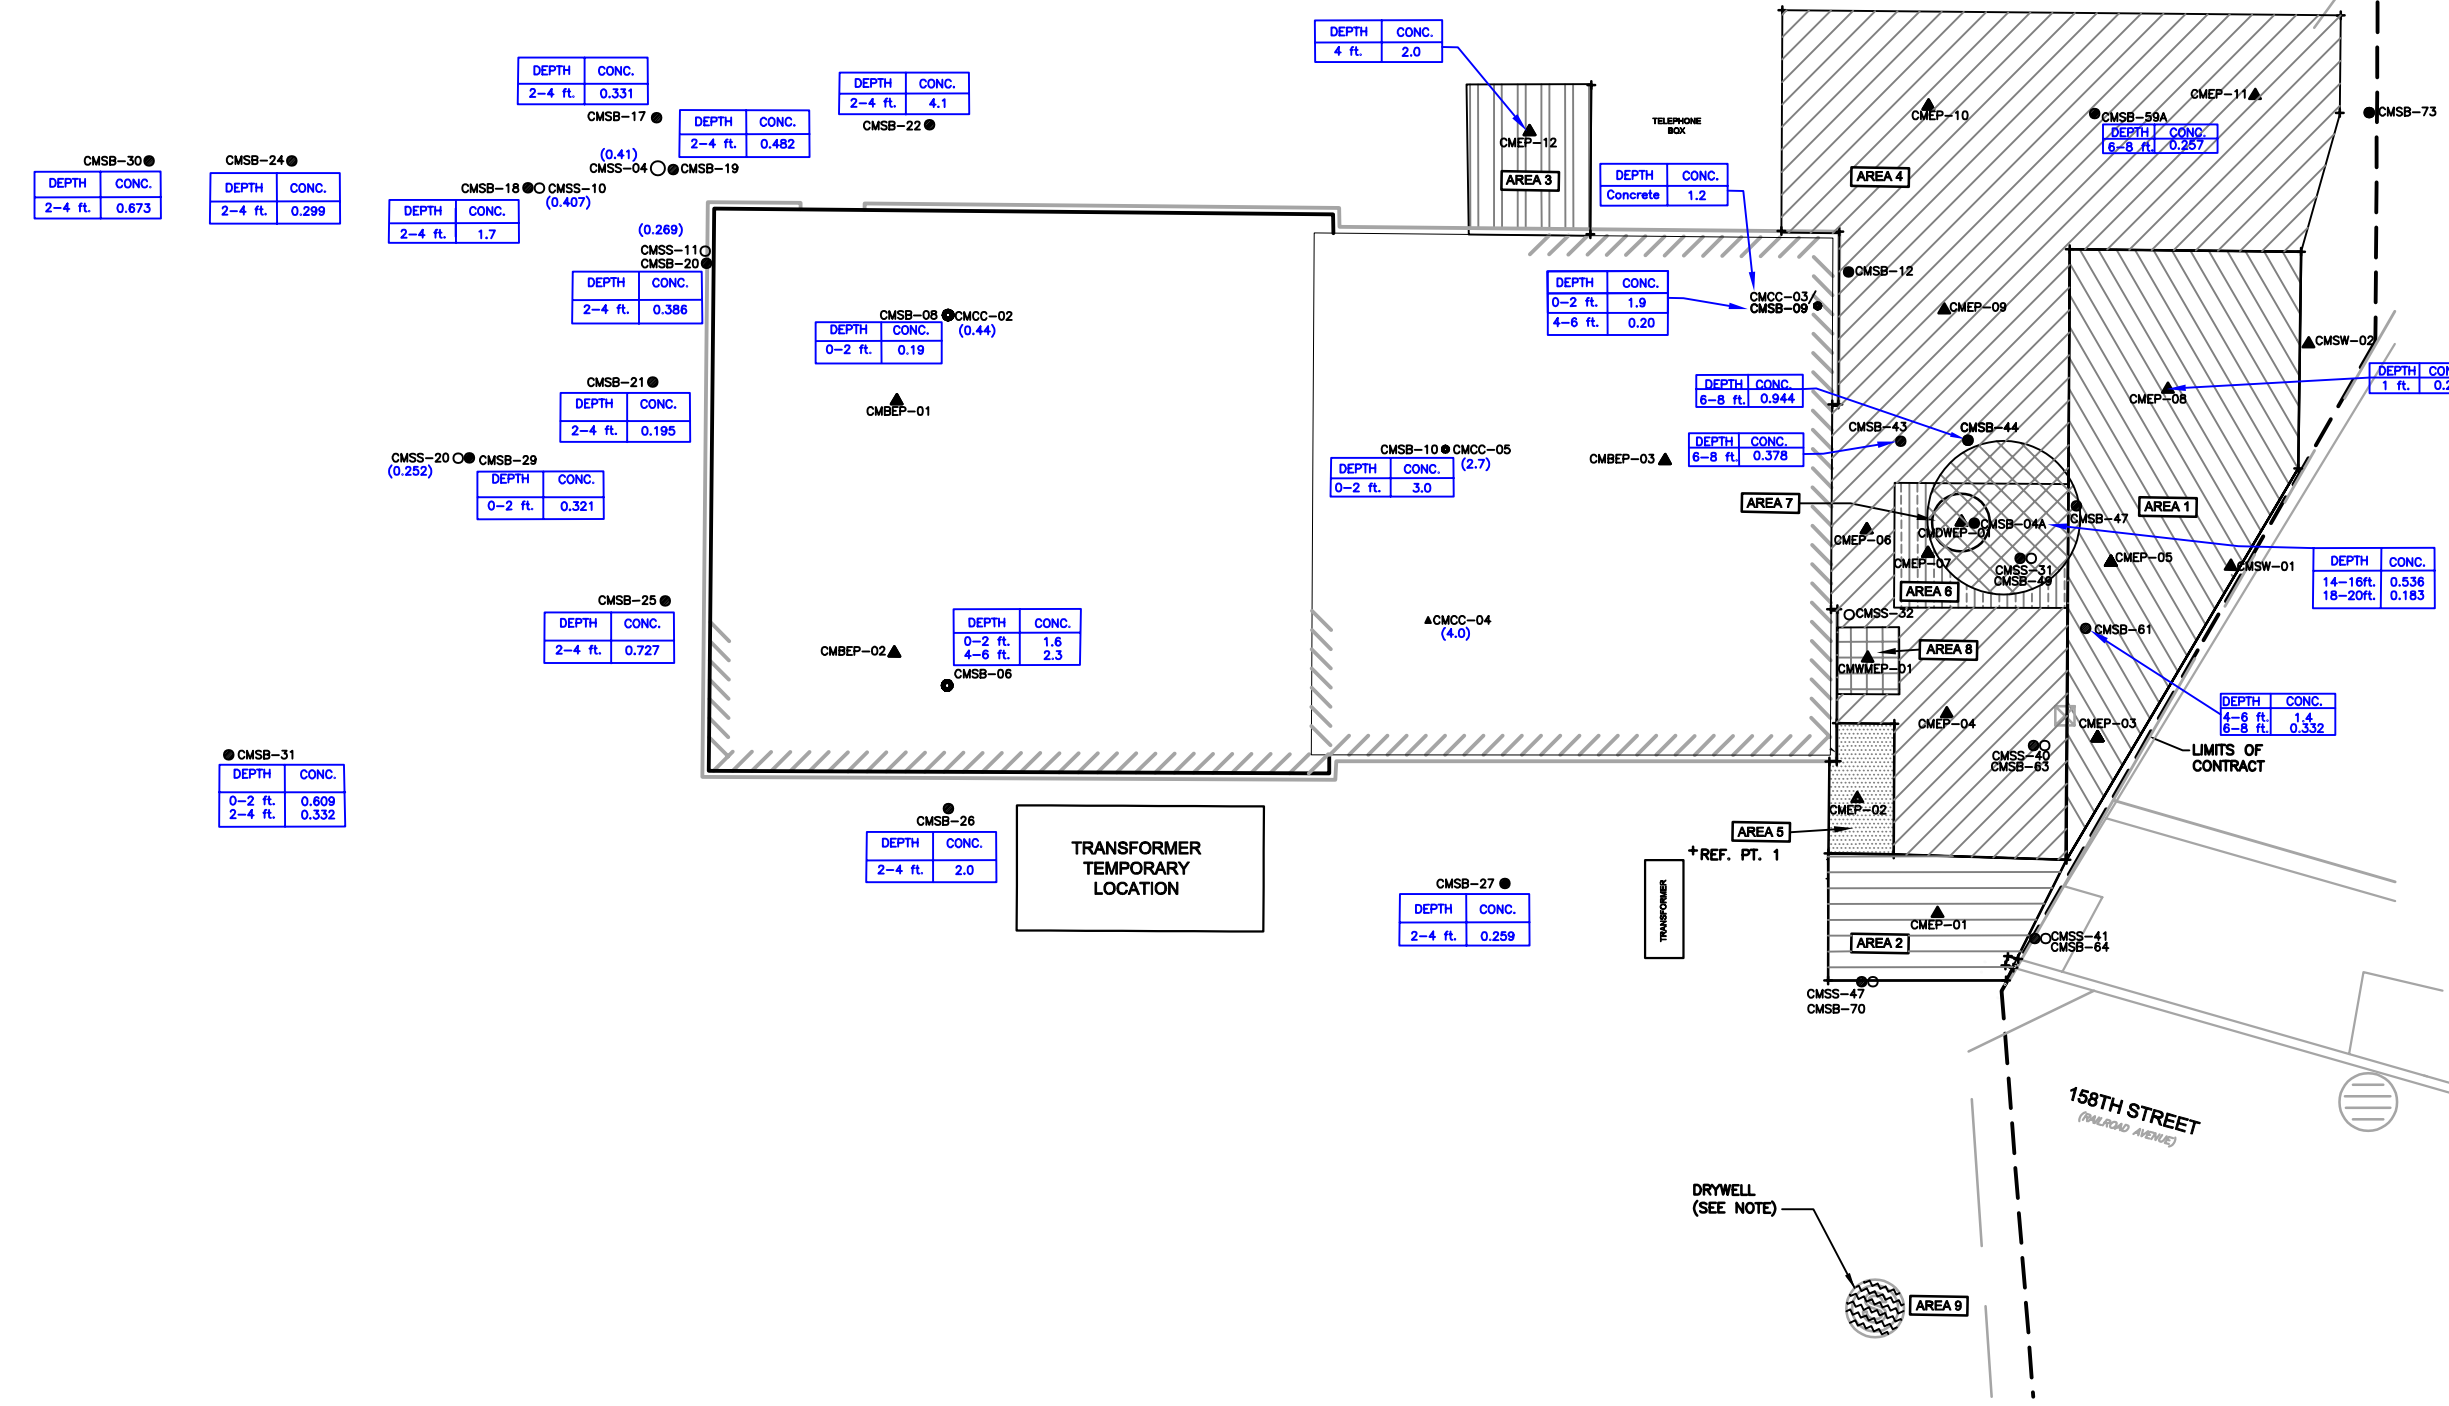 DEPTH CONC.
4 ft. 2.0
CMEP-12
AREA 3
TELEPHONE
BOX
DEPTH CONC.
2-4 ft. 0.331
CMSB-17
DEPTH CONC.
2-4 ft. 4.1
CMSB-22
DEPTH CONC.
2-4 ft. 0.482
(0.41)
CMSS-04 CMSB-19
CMSB-30
DEPTH CONC.
2-4 ft. 0.673
CMSB-24
DEPTH CONC.
2-4 ft. 0.299
CMSB-18 CMSS-10
(0.407)
DEPTH CONC.
2-4 ft. 1.7
(0.269)
CMSS-11
CMSB-20
DEPTH CONC.
2-4 ft. 0.386
CMSB-08 CMCC-02
(0.44)
DEPTH CONC.
0-2 ft. 0.19
CMBEP-01
CMSB-21
DEPTH CONC.
2-4 ft. 0.195
CMSS-20 CMSB-29
(0.252)
DEPTH CONC.
0-2 ft. 0.321
CMSB-25
DEPTH CONC.
2-4 ft. 0.727
CMBEP-02
DEPTH CONC.
0-2 ft. 1.6
4-6 ft. 2.3
CMSB-06
CMSB-31
DEPTH CONC.
0-2 ft. 0.609
2-4 ft. 0.332
CMSB-26
DEPTH CONC.
2-4 ft. 2.0
TRANSFORMER
TEMPORARY
LOCATION
CMSB-27
DEPTH CONC.
2-4 ft. 0.259
TRANSFORMER
+REF. PT. 1
CMEP-10
CMEP-11
CMSB-59A
DEPTH CONC.
6-8 ft. 0.257
CMSB-73
AREA 4
DEPTH CONC.
Concrete 1.2
DEPTH CONC.
0-2 ft. 1.9
4-6 ft. 0.20
CMCC-03/
CMSB-09
CMSB-12
CMEP-09
CMSW-02
DEPTH CON
1 ft. 0.2
CMEP-08
DEPTH CONC.
6-8 ft. 0.944
CMSB-43
CMSB-44
DEPTH CONC.
6-8 ft. 0.378
CMSB-10 CMCC-05
(2.7)
DEPTH CONC.
0-2 ft. 3.0
CMBEP-03
AREA 7
AREA 1
CMSB-47
CMSB-04A
CMDWEP-01
CMEP-06
CMEP-07
CMSS-31
CMSB-49
CMEP-05
CMSW-01
DEPTH CONC.
14-16ft. 0.536
18-20ft. 0.183
AREA 6
CMSS-32
CMCC-04
(4.0)
CMSB-61
AREA 8
CMWMEP-01
DEPTH CONC.
4-6 ft. 1.4
6-8 ft. 0.332
CMEP-04
CMEP-03
CMSS-40
CMSB-63
LIMITS OF
CONTRACT
CMEP-02
AREA 5
CMEP-01
AREA 2
CMSS-41
CMSB-64
CMSS-47
CMSB-70
158TH STREET
(RAILROAD AVENUE)
DRYWELL
(SEE NOTE)
AREA 9